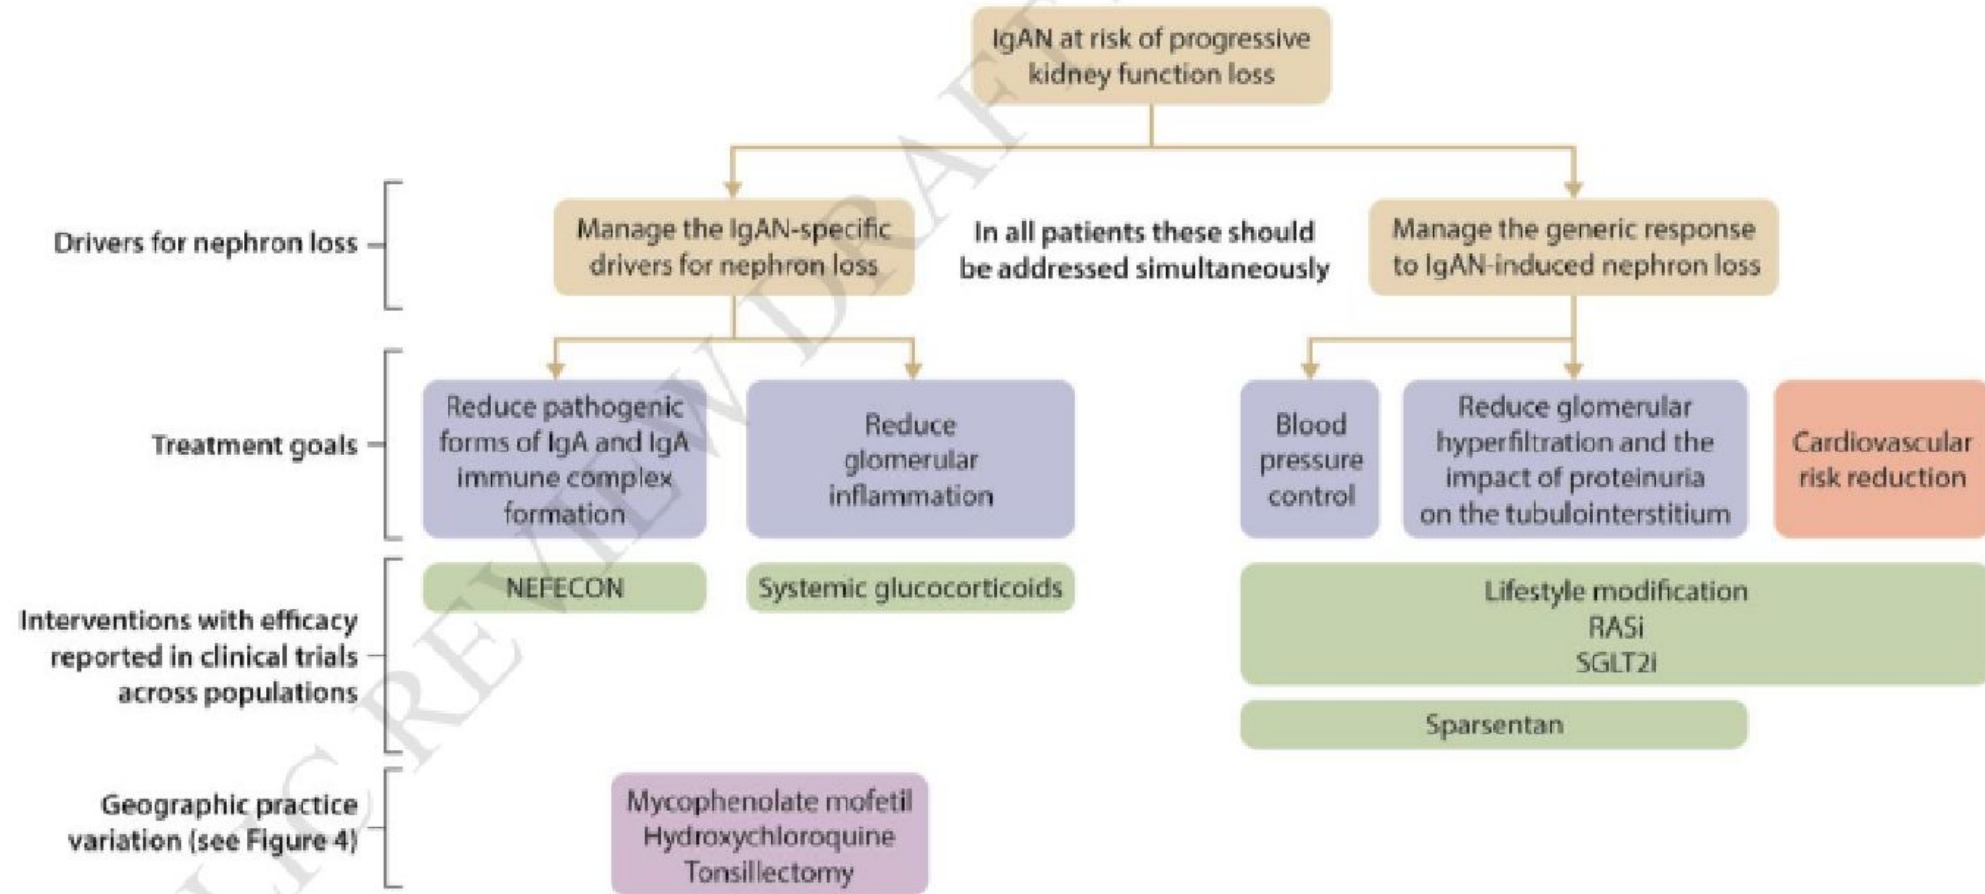 IgAN at risk of progressive
kidney function loss
Drivers for nephron loss
Manage the IgAN-specific
drivers for nephron loss
In all patients these should
be addressed simultaneously
Manage the generic response
to IgAN-induced nephron loss
Treatment goals
Reduce pathogenic
forms of IgA and IgA
immune complex
formation
Reduce
glomerular
inflammation
Blood
pressure
control
Reduce glomerular
hyperfiltration and the
impact of proteinuria
on the tubulointerstitium
Cardiovascular
risk reduction
Interventions with efficacy
reported in clinical trials
across populations
NEFECON
Systemic glucocorticoids
Lifestyle modification
RASi
SGLT2i
Sparsentan
Geographic practice
variation (see Figure 4)
Mycophenolate mofetil
Hydroxychloroquine
Tonsillectomy
LIC REVIEW DRAFT